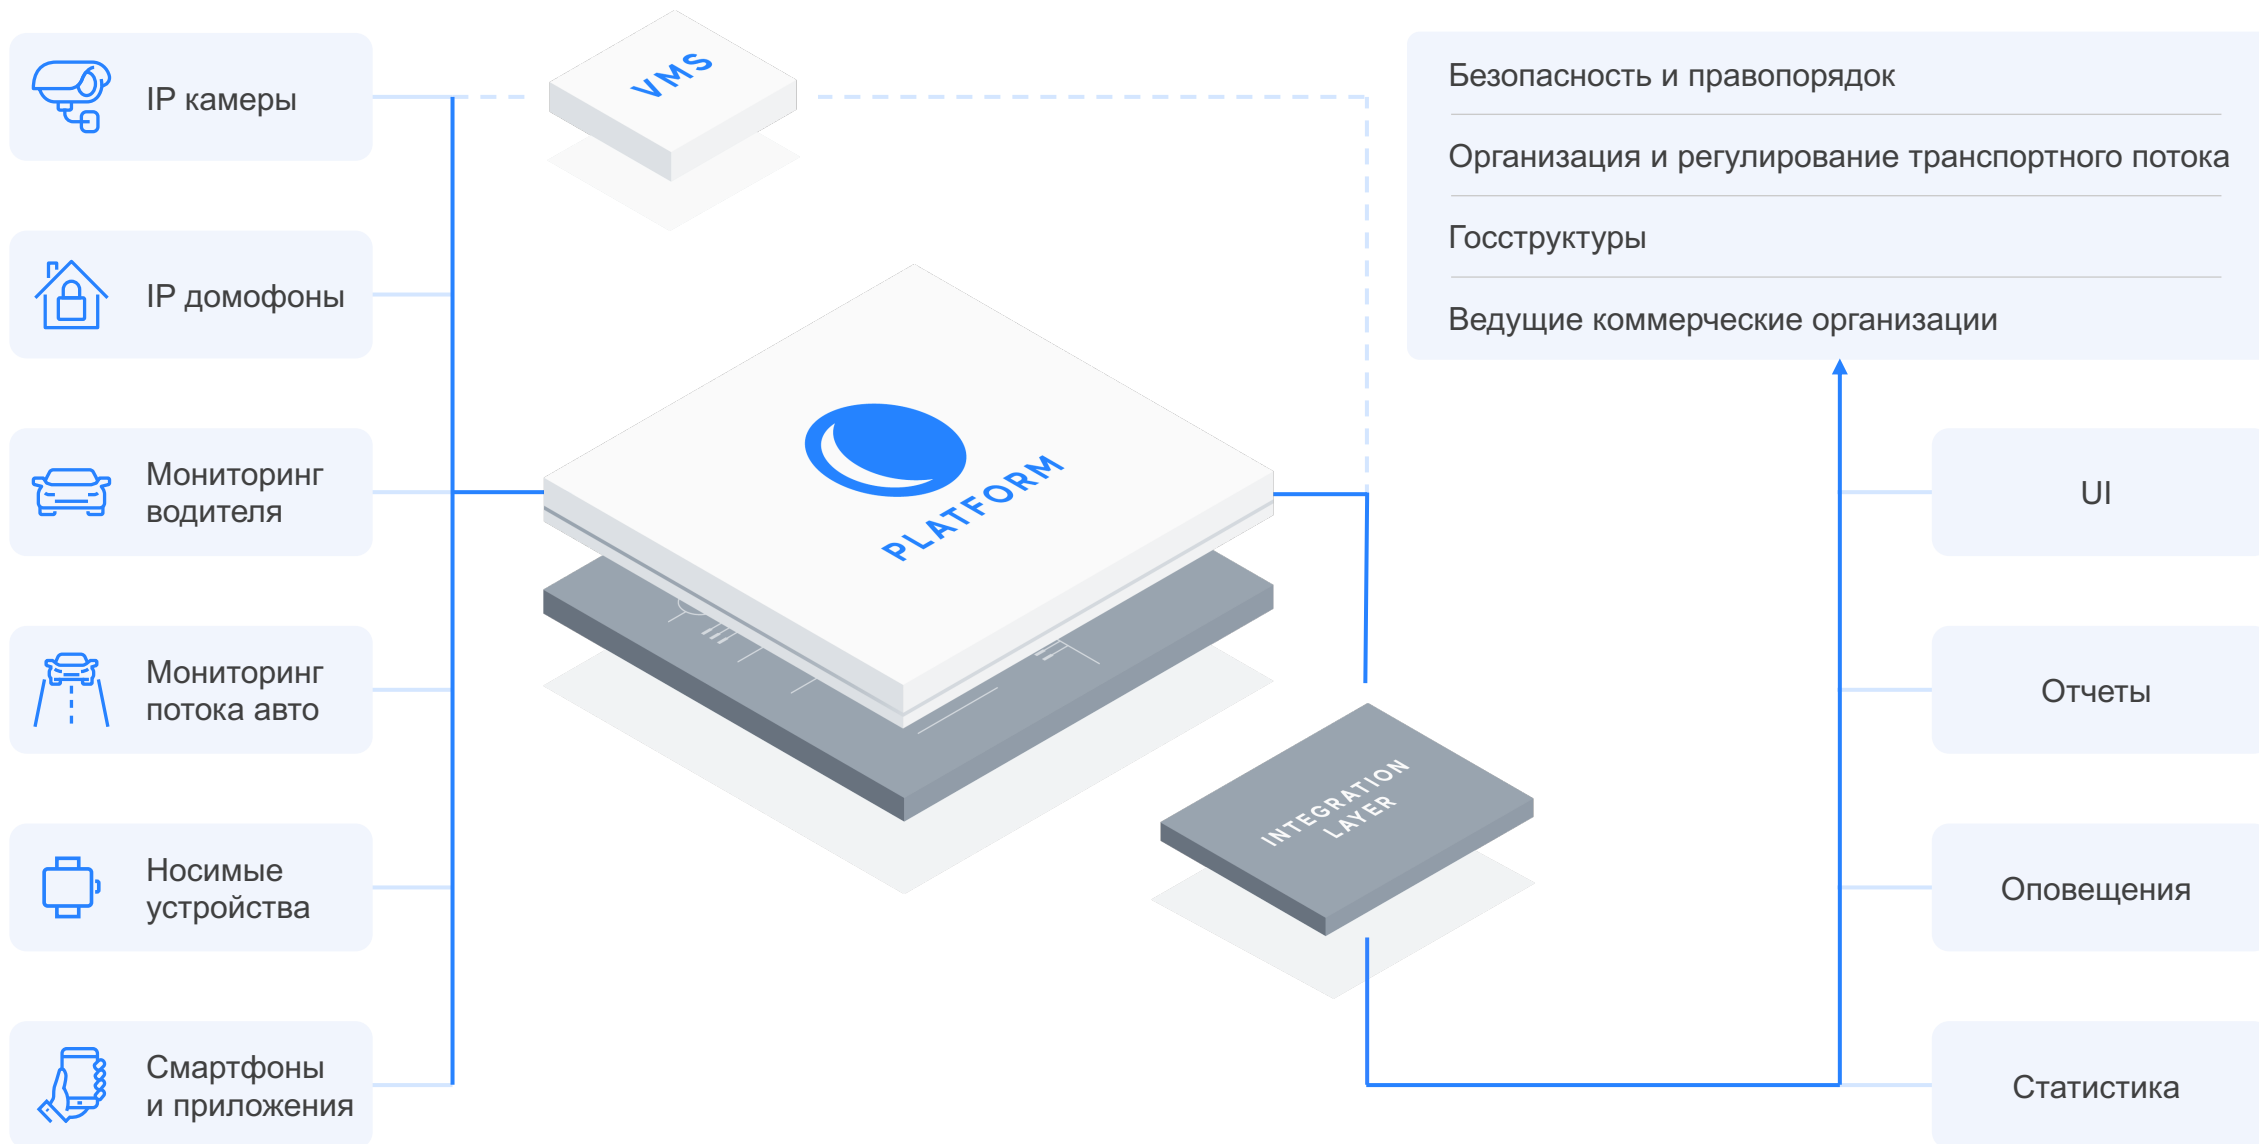 IP камеры
IP домофоны
Мониторинг
водителя
Мониторинг
потока авто
Носимые
устройства
Смартфоны
и приложения
VMS
PLATFORM
INTEGRATION
LAYER
Безопасность и правопорядок
Организация и регулирование транспортного потока
Госструктуры
Ведущие коммерческие организации
UI
Отчеты
Оповещения
Статистика